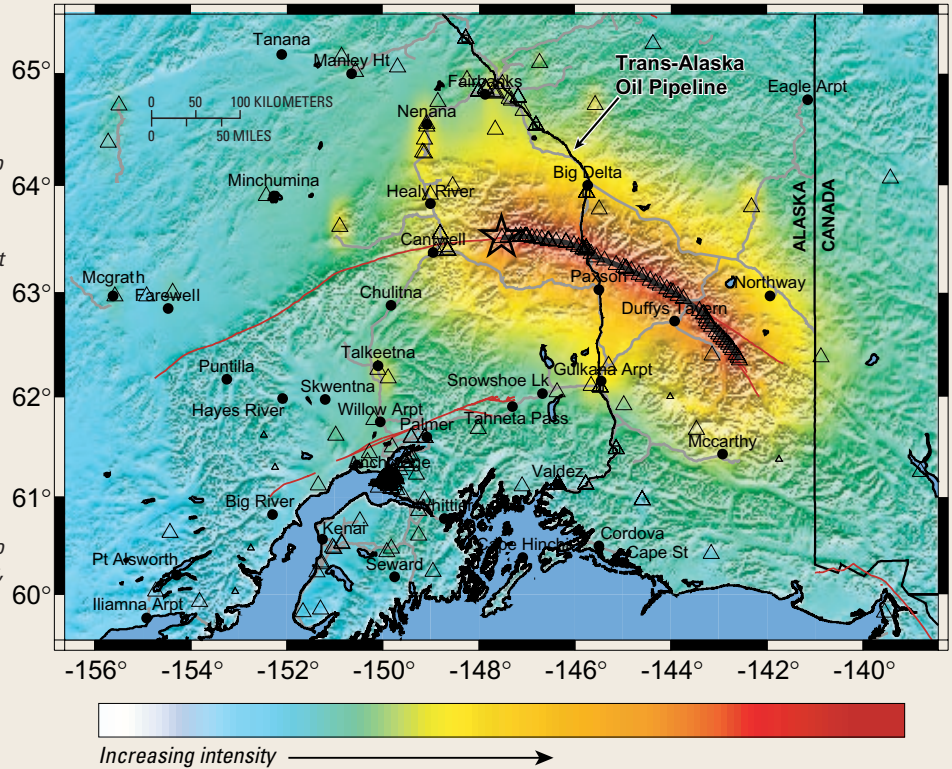 Tanana
Manley Ht
65°
Fairbanks
Trans-Alaska
Oil Pipeline
Eagle Arpt
0 50 100 KILOMETERS
0 50 MILES
Nenana
64°
Minchumina
Healy River
Big Delta
ALASKA
CANADA
Cantwell
63°
Mcgrath
Farewell
Chulitna
Paxson
Northway
Duffys Tavern
62°
Puntilla
Talkeetna
Skwentna
Hayes River
Willow Arpt
Snowshoe Lk
Gulkana Arpt
Tahneta Pass
Palmer
Mccarthy
61°
Anchorage
Big River
Whittier
Valdez
Kenai
Cordova
Cape St
Pt Alsworth
Seward
60°
Iliamna Arpt
-156 -154 -152 -150 -148 -146 -144 -142 -140
Increasing intensity